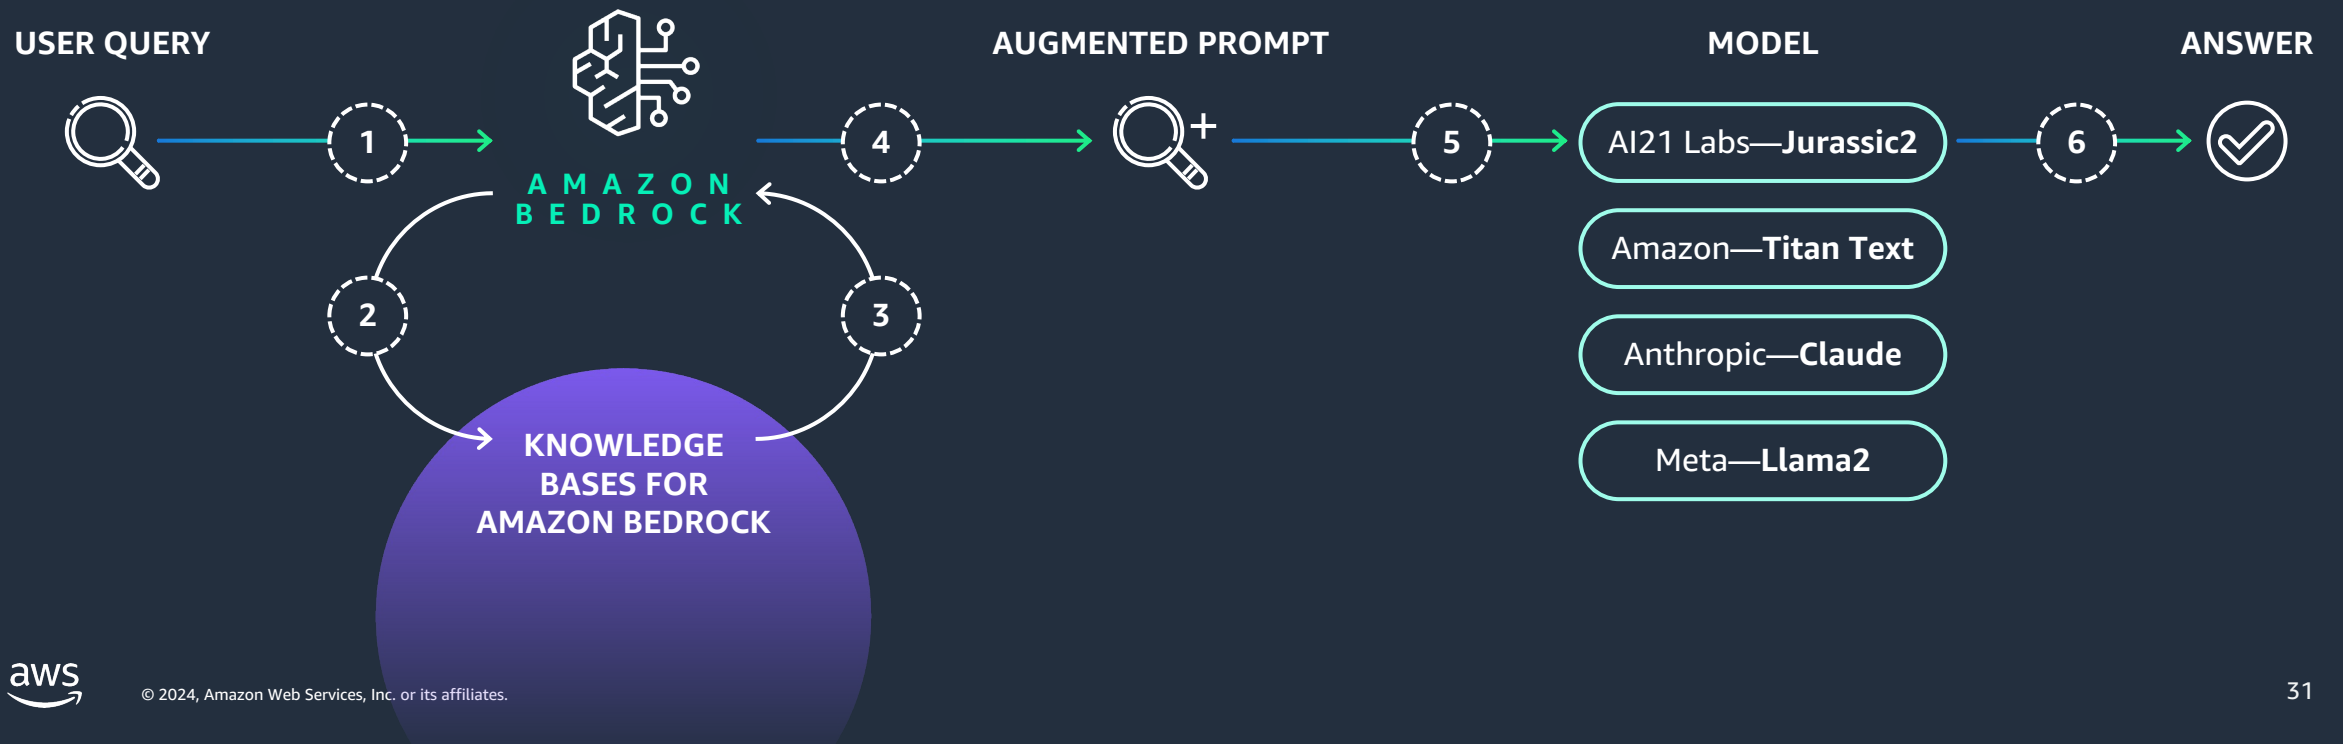 USER QUERY
AUGMENTED PROMPT
MODEL
ANSWER
1
4
5
6
AMAZON
BEDROCK
2
3
KNOWLEDGE
BASES FOR
AMAZON BEDROCK
AI21 Labs—Jurassic2
Amazon—Titan Text
Anthropic—Claude
Meta—Llama2
aws
© 2024, Amazon Web Services, Inc. or its affiliates.
31